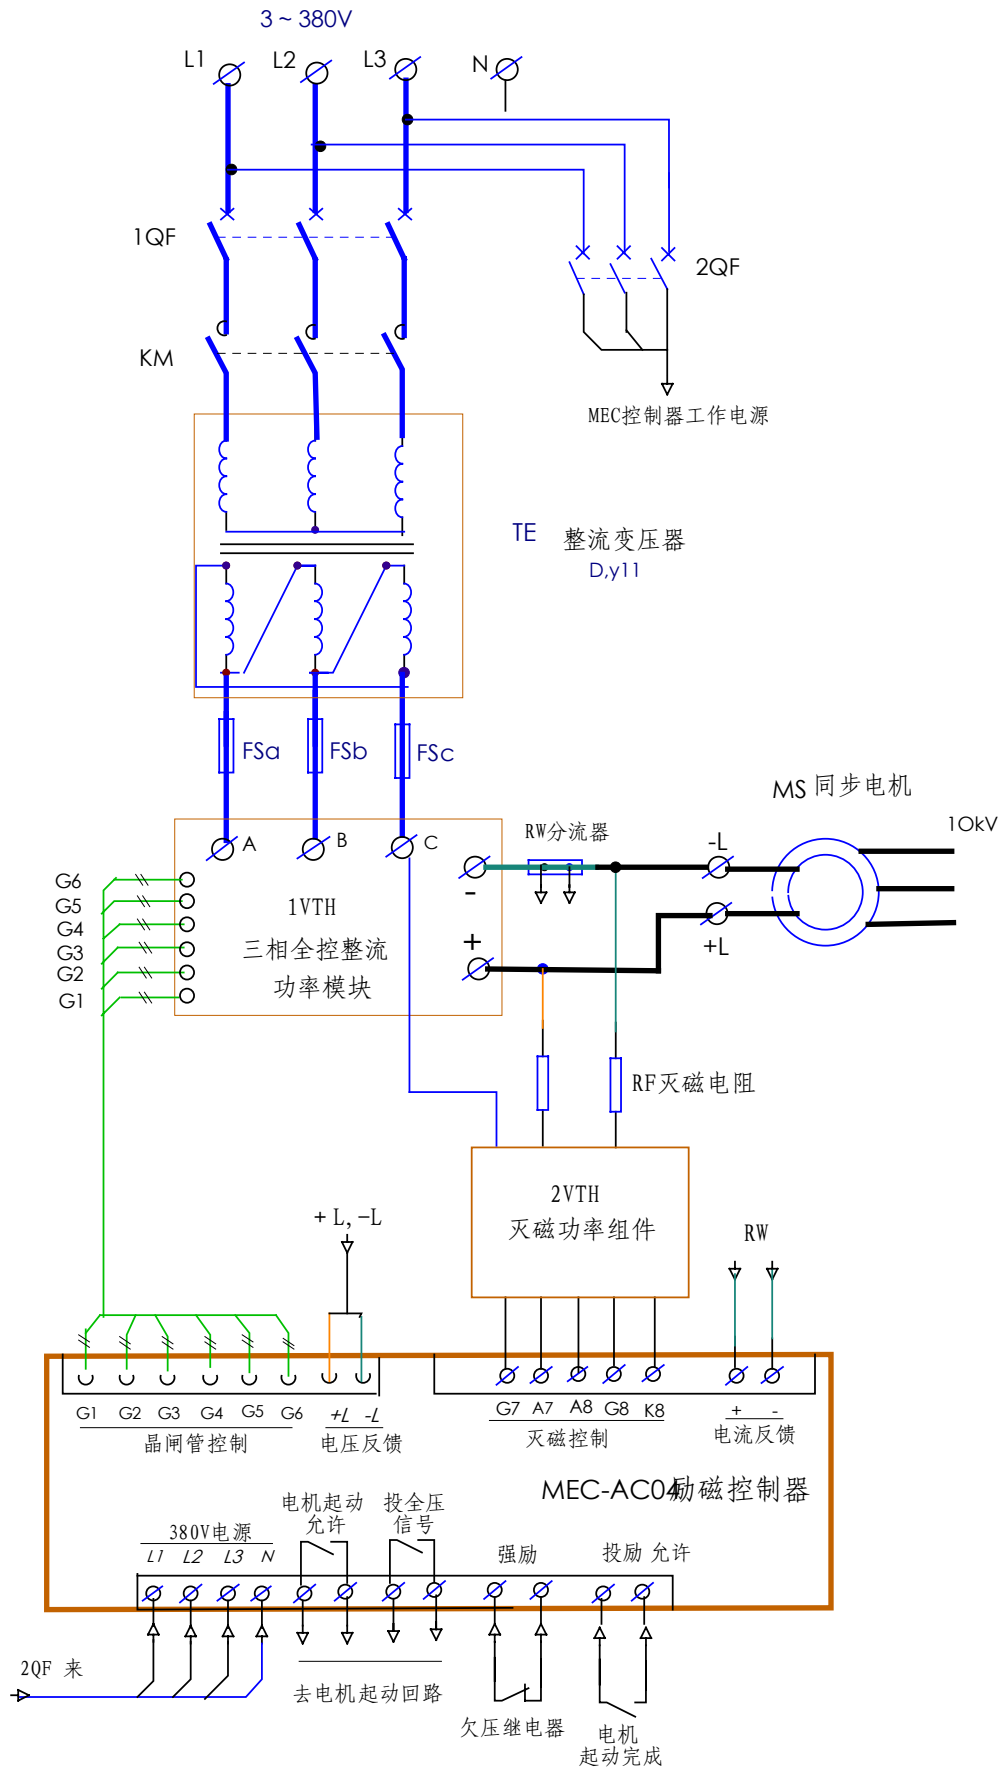 3 ~ 380V
L1 L2 L3 N
1QF
2QF
KM
MEC控制器工作电源
TE 整流变压器
D,y11
FSa FSb FSc
MS 同步电机
10kV
RW分流器
A B C
-L
-
+
+L
G6
G5
G4
G3
G2
G1
1VTH
三相全控整流
功率模块
RF灭磁电阻
2VTH
灭磁功率组件
+ L, -L
RW
G1 G2 G3 G4 G5 G6 +L -L
晶闸管控制 电压反馈
G7 A7 A8 G8 K8
灭磁控制
+ -
电流反馈
MEC-AC04励磁控制器
电机起动
允许
投全压
信号
380V电源
L1 L2 L3 N
强励
投励 允许
2QF 来
去电机起动回路
欠压继电器
电机
起动完成